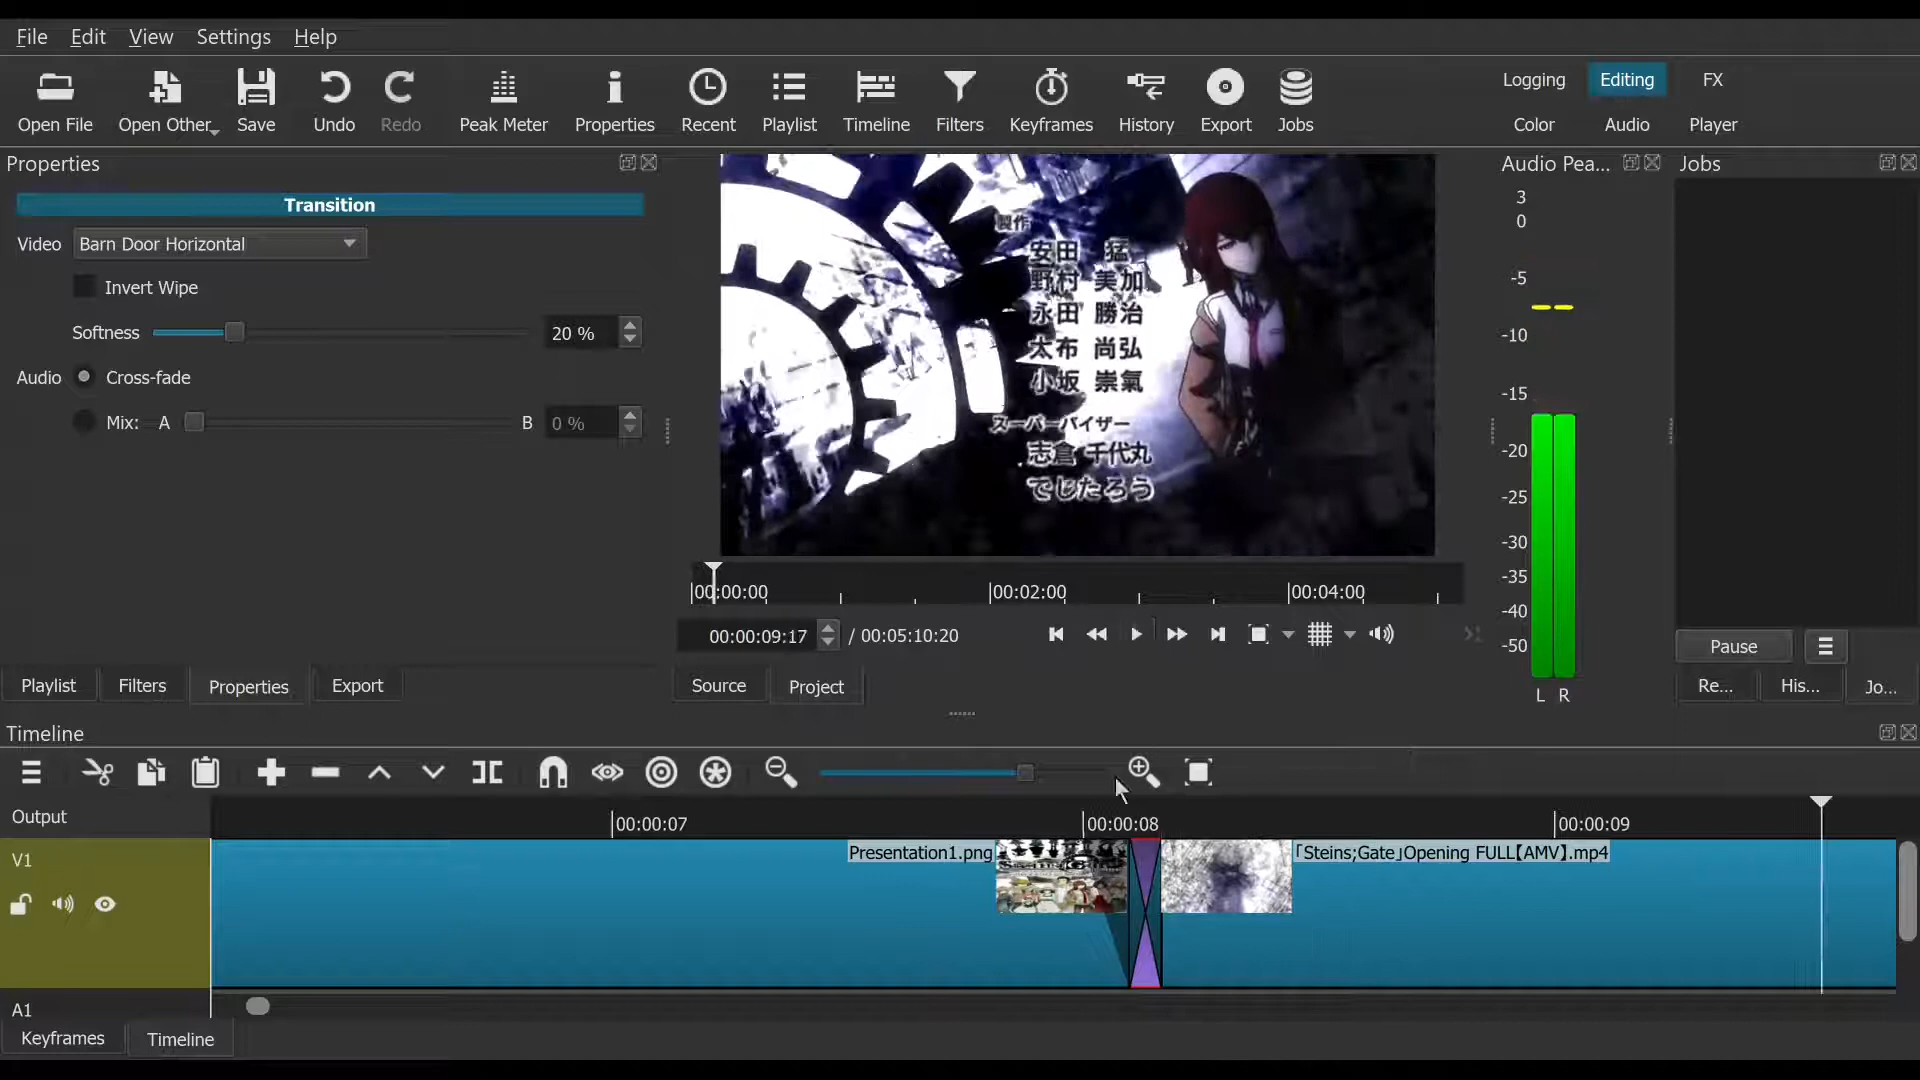 File Edit View Settings Help
Open File Open Other... Save Undo Redo Peak Meter Properties Recent Playlist Timeline Filters Keyframes History Export Jobs
Logging Editing FX
Color Audio Player
Properties
Transition
Video Barn Door Horizontal
Invert Wipe
Softness 20 %
Audio Cross-fade
Mix: A B 0 %
製作
安田 猛
野村 美加
永田 勝治
太布 尚弘
小坂 崇氣
スーパーバイザー
志倉 千代丸
でじたろう
00:00:00 00:02:00 00:04:00
00:00:09:17 / 00:05:10:20
Playlist Filters Properties Export
Source Project
Audio Pea...
3
0
-5
-10
-15
-20
-25
-30
-35
-40
-50
L R
Jobs
Pause
Re... His... Jo...
Timeline
Output
00:00:07 00:00:08 00:00:09
V1
Presentation1.png
「Steins;Gate」Opening FULL【AMV】.mp4
A1
Keyframes Timeline